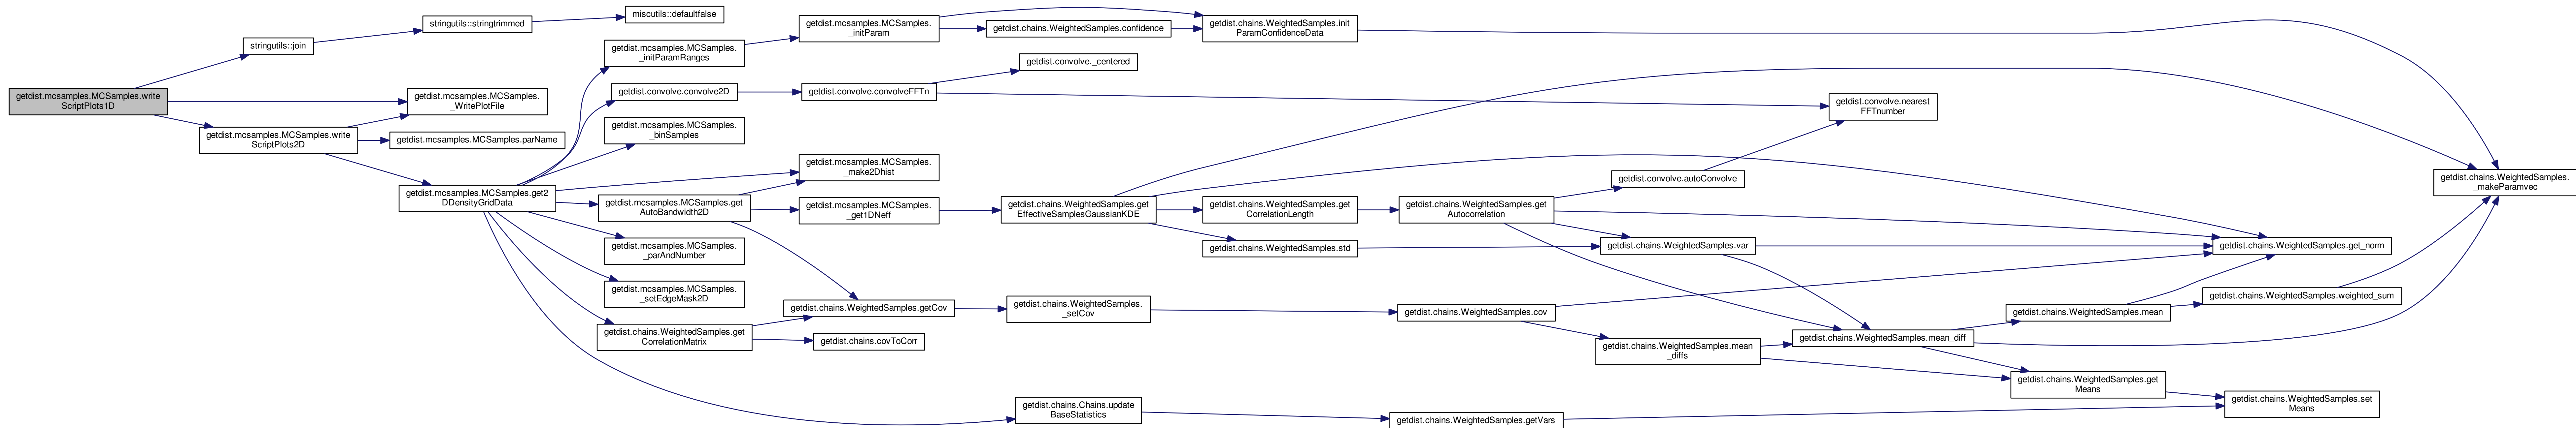 getdist.mcsamples.MCSamples.write
ScriptPlots1D
stringutils::join
stringutils::stringtrimmed
miscutils::defaultfalse
getdist.mcsamples.MCSamples.
_WritePlotFile
getdist.mcsamples.MCSamples.write
ScriptPlots2D
getdist.mcsamples.MCSamples.parName
getdist.mcsamples.MCSamples.get2
DDensityGridData
getdist.mcsamples.MCSamples.
_initParamRanges
getdist.convolve.convolve2D
getdist.mcsamples.MCSamples.
_binSamples
getdist.mcsamples.MCSamples.get
AutoBandwidth2D
getdist.mcsamples.MCSamples.
_parAndNumber
getdist.mcsamples.MCSamples.
_setEdgeMask2D
getdist.chains.WeightedSamples.get
CorrelationMatrix
getdist.mcsamples.MCSamples.
_initParam
getdist.convolve.convolveFFTn
getdist.mcsamples.MCSamples.
_make2Dhist
getdist.mcsamples.MCSamples.
_get1DNeff
getdist.chains.WeightedSamples.getCov
getdist.chains.covToCorr
getdist.chains.WeightedSamples.confidence
getdist.convolve._centered
getdist.chains.WeightedSamples.get
EffectiveSamplesGaussianKDE
getdist.chains.WeightedSamples.
_setCov
getdist.chains.Chains.update
BaseStatistics
getdist.chains.WeightedSamples.init
ParamConfidenceData
getdist.chains.WeightedSamples.get
CorrelationLength
getdist.chains.WeightedSamples.std
getdist.chains.WeightedSamples.get
Autocorrelation
getdist.chains.WeightedSamples.cov
getdist.chains.WeightedSamples.getVars
getdist.convolve.autoConvolve
getdist.chains.WeightedSamples.var
getdist.chains.WeightedSamples.mean
_diffs
getdist.convolve.nearest
FFTnumber
getdist.chains.WeightedSamples.mean_diff
getdist.chains.WeightedSamples.mean
getdist.chains.WeightedSamples.get
Means
getdist.chains.WeightedSamples.get_norm
getdist.chains.WeightedSamples.weighted_sum
getdist.chains.WeightedSamples.set
Means
getdist.chains.WeightedSamples.
_makeParamvec